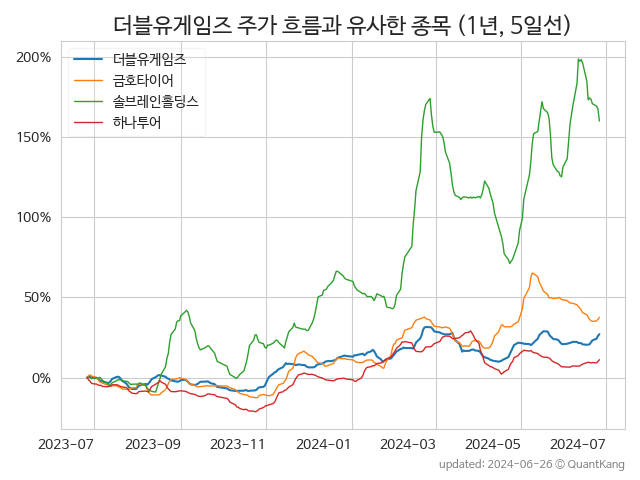 더블유게임즈 주가 흐름과 유사한 종목 (1년, 5일선)
200%
150%
100%
50%
0%
더블유게임즈
금호타이어
솔브레인홀딩스
하나투어
2023-07 2023-09 2023-11 2024-01 2024-03 2024-05 2024-07
updated: 2024-06-26 © QuantKang